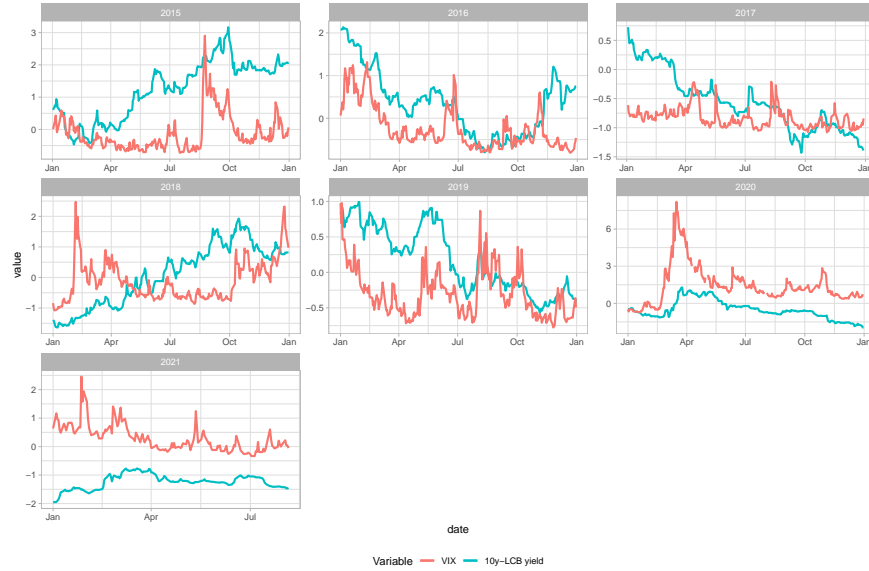 2015 2016 2017
3 2 1 0
2 1 0
0.5 0.0 −0.5 −1.0 −1.5
Jan Apr Jul Oct Jan Jan Apr Jul Oct Jan Jan Apr Jul Oct Jan
2018 2019 2020
value
2 1 0 −1
1.0 0.5 0.0 −0.5
6 3 0
Jan Apr Jul Oct Jan Jan Apr Jul Oct Jan Jan Apr Jul Oct Jan
2021
2
1
0
−1
−2
Jan Apr Jul
date
Variable VIX 10y−LCB yield